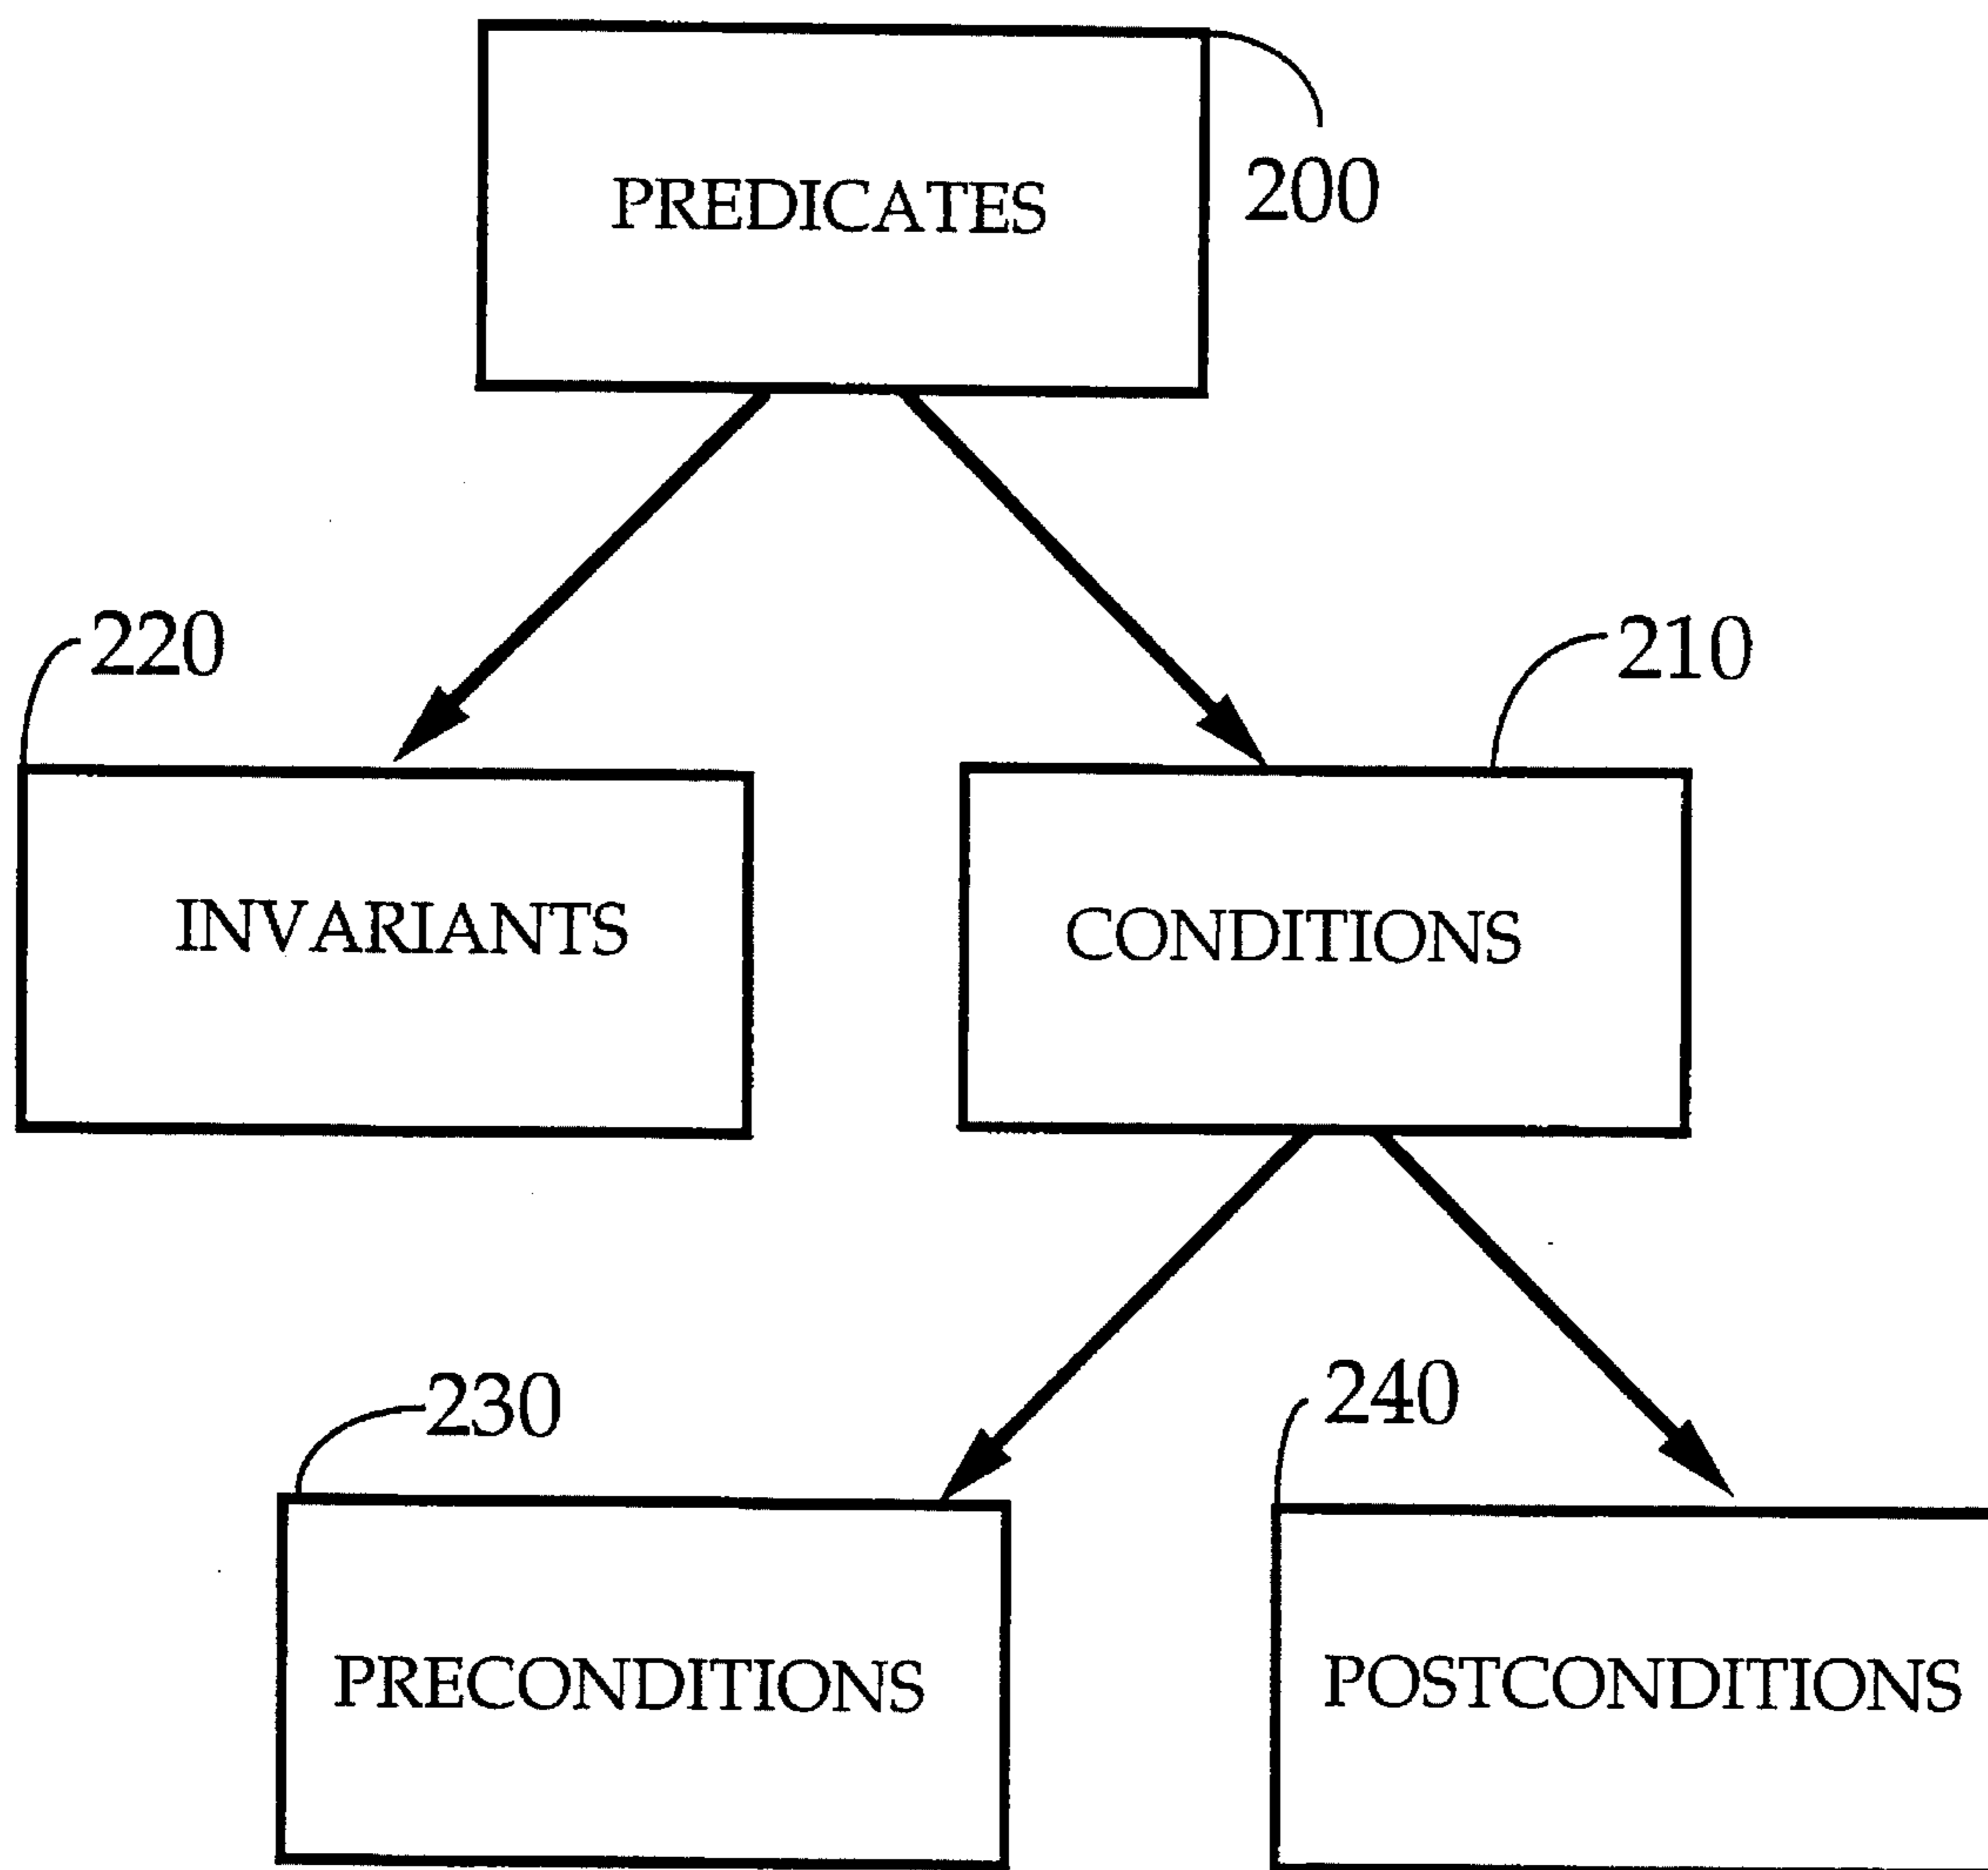 PREDICATES
200
220
210
INVARIANTS
CONDITIONS
230
240
PRECONDITIONS
POSTCONDITIONS